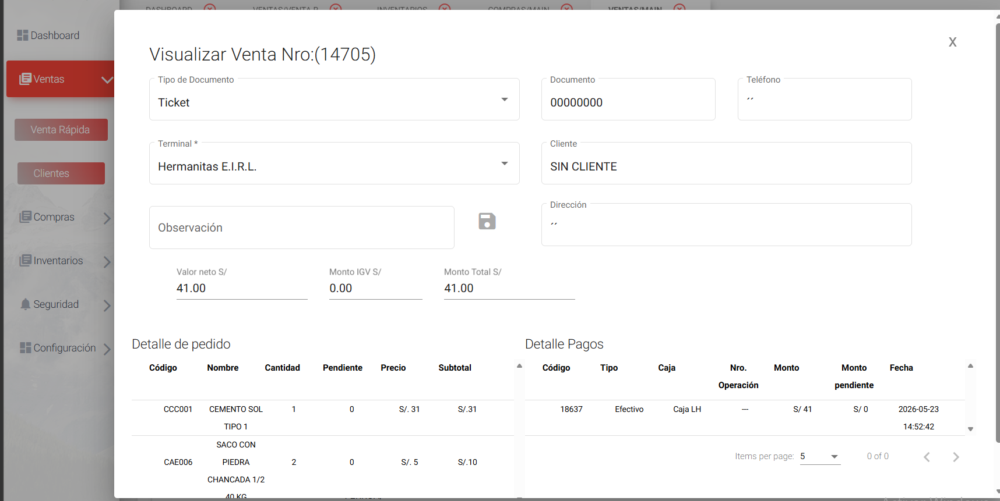 DASHBOARD
INVENTARIOS
COMPRAS/MAIN
VENTAS/MAIN
Dashboard
Ventas
Venta Rápida
Clientes
Compras
Inventarios
Seguridad
Configuración
X
Visualizar Venta Nro:(14705)
Tipo de Documento
Ticket
Documento
00000000
Teléfono
´´
Terminal *
Hermanitas E.I.R.L.
Cliente
SIN CLIENTE
Observación
Dirección
´´
Valor neto S/
41.00
Monto IGV S/
0.00
Monto Total S/
41.00
Detalle de pedido
Código Nombre Cantidad Pendiente Precio Subtotal
CCC001 CEMENTO SOL 1 0 S/. 31 S/.31
TIPO 1
SACO CON
CAE006 PIEDRA 2 0 S/. 5 S/.10
CHANCADA 1/2
40 KG
Detalle Pagos
Código Tipo Caja Nro. Monto Monto Fecha
Operación pendiente
18637 Efectivo Caja LH --- S/ 41 S/ 0 2026-05-23
14:52:42
Items per page: 5 0 of 0